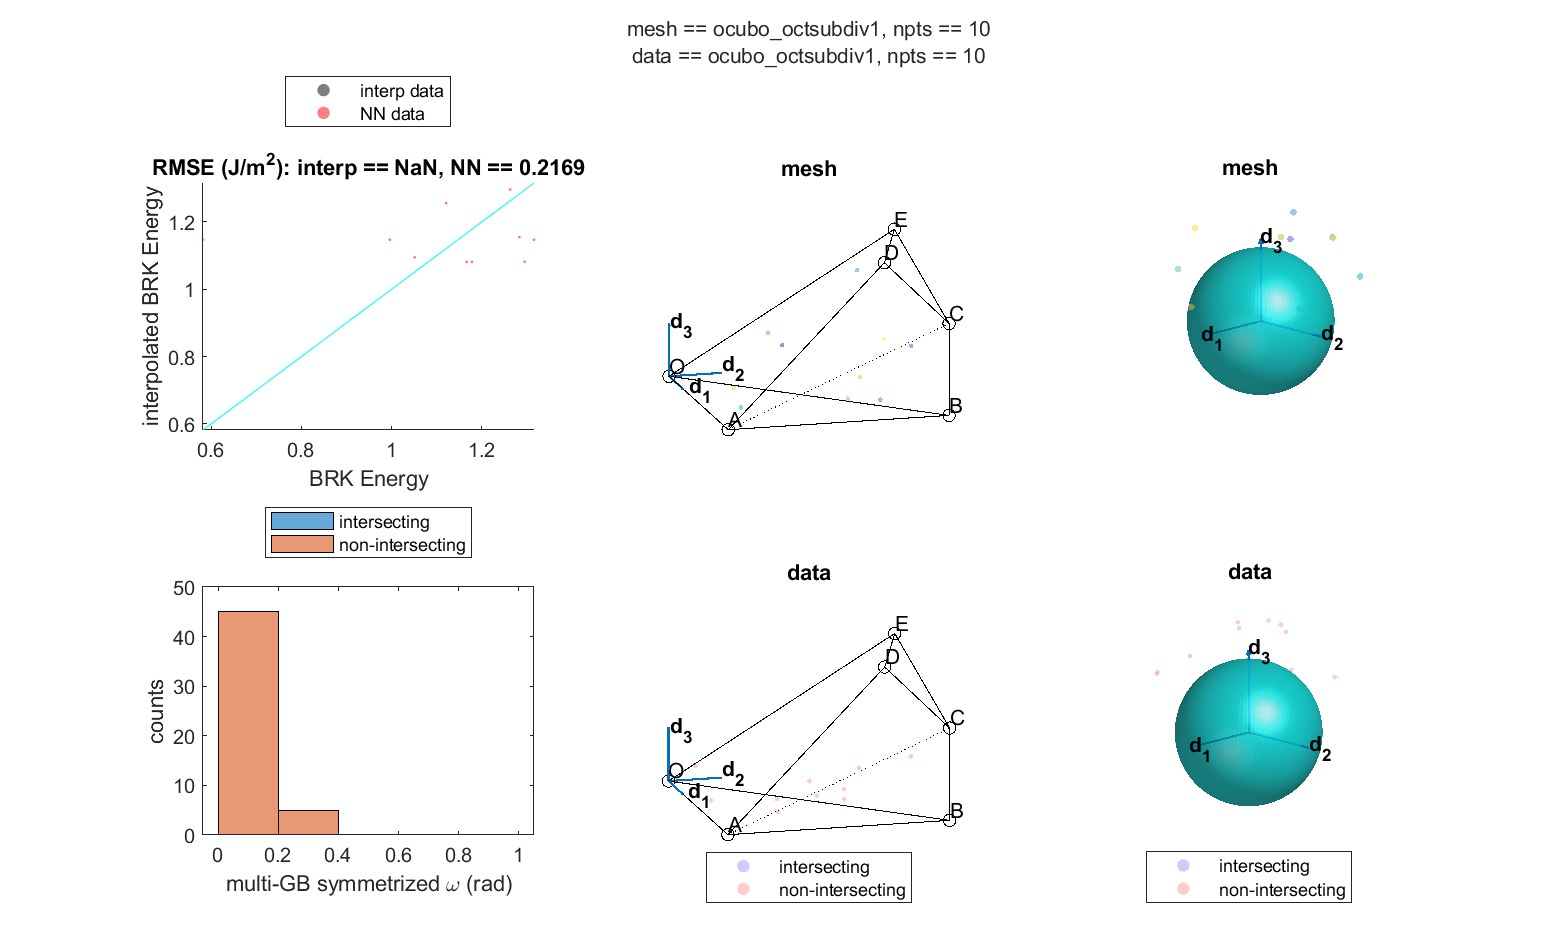 mesh == ocubo_octsubdiv1, npts == 10
data == ocubo_octsubdiv1, npts == 10
interp data
NN data
RMSE (J/m²): interp == NaN, NN == 0.2169
interpolated BRK Energy
1.2
1
0.8
0.6
0.6
0.8
1
1.2
BRK Energy
mesh
E
D
C
d₃
O
d₂
d₁
B
A
mesh
d₃
d₁
d₂
intersecting
non-intersecting
counts
50
40
30
20
10
0
0
0.2
0.4
0.6
0.8
1
multi-GB symmetrized ω (rad)
data
E
D
C
d₃
O
d₂
d₁
B
A
intersecting
non-intersecting
data
d₃
d₁
d₂
intersecting
non-intersecting